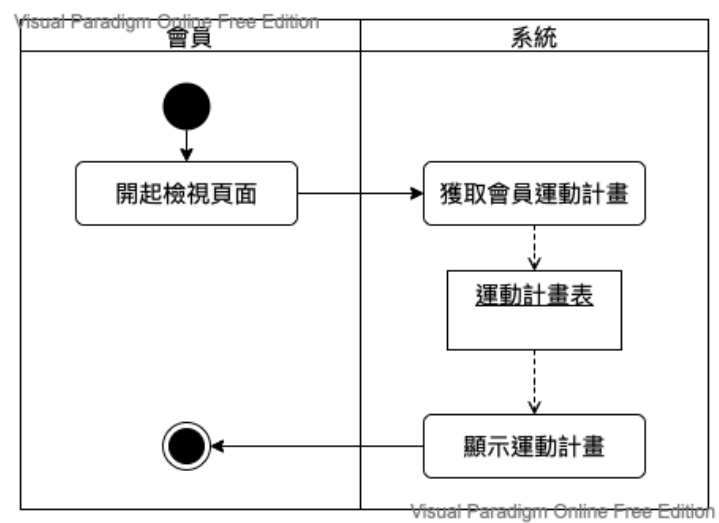 Visual Paradigm Online Free Edition
會員
系統
開起檢視頁面
獲取會員運動計畫
運動計畫表
顯示運動計畫
Visual Paradigm Online Free Edition